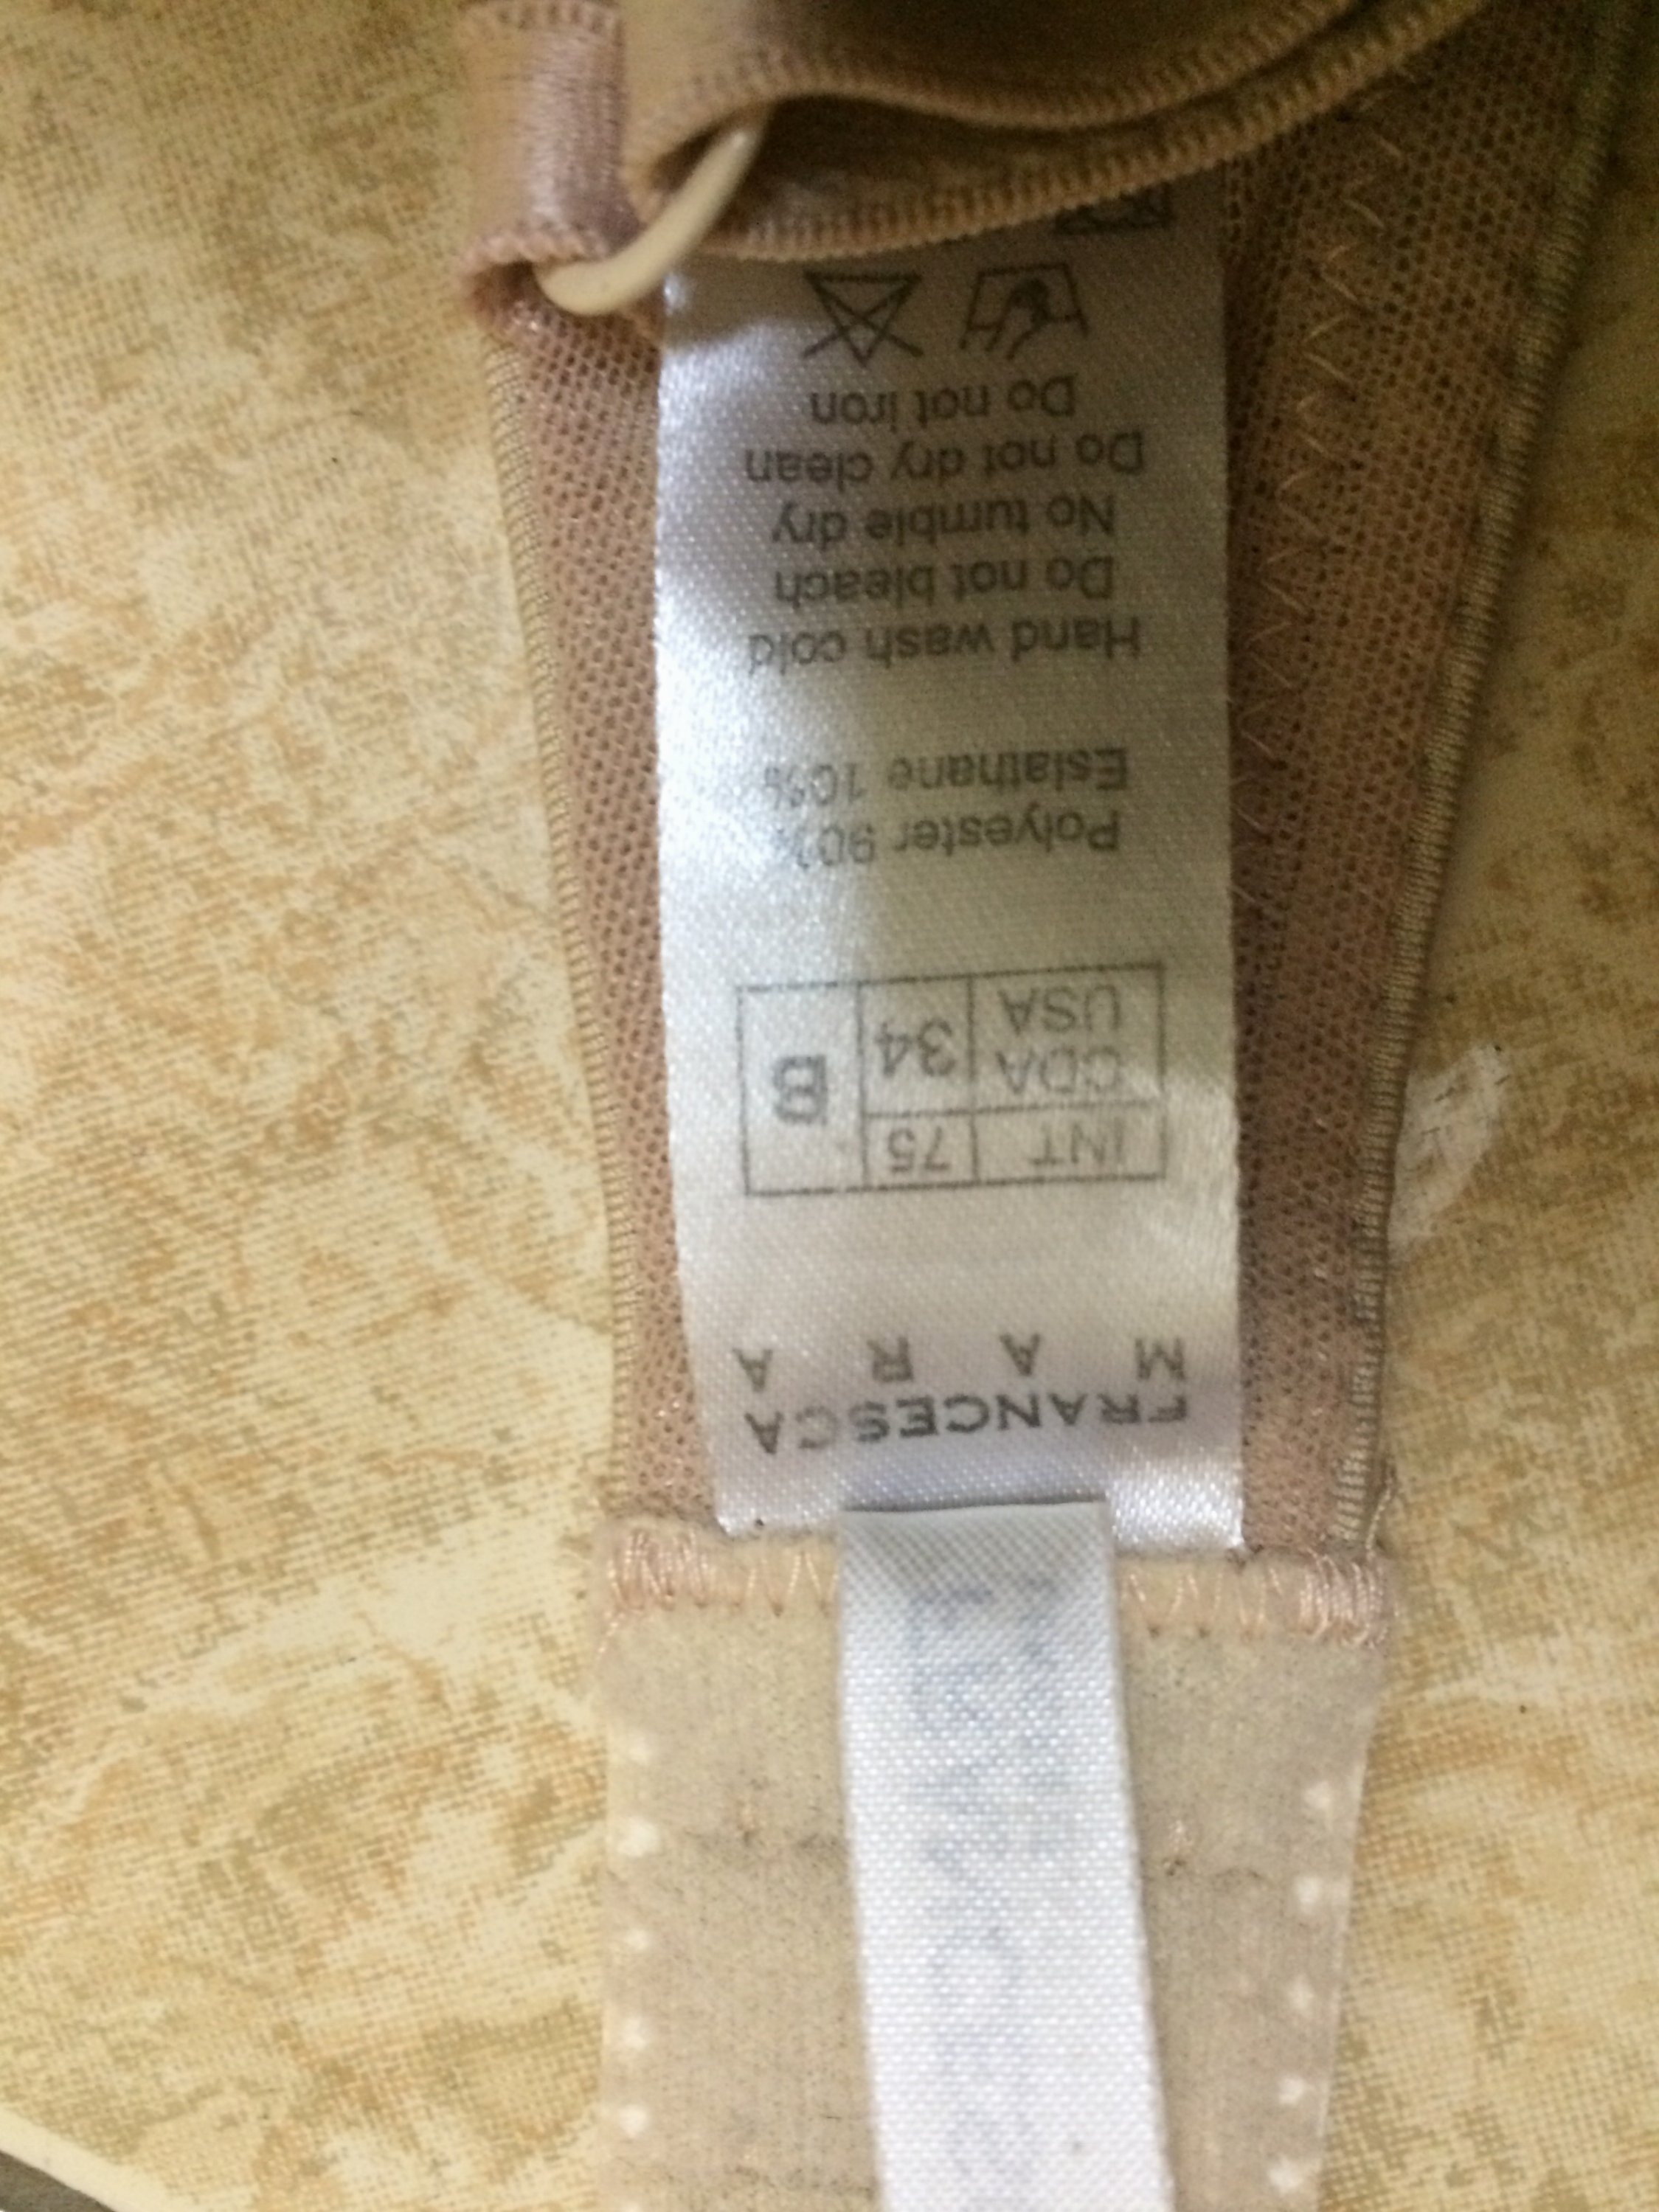 FRANCESCA
MARA
INT 75 B
CDA 34
USA
Polyester 90%
Eslathane 10%
Hand wash cold
Do not bleach
No tumble dry
Do not dry clean
Do not iron